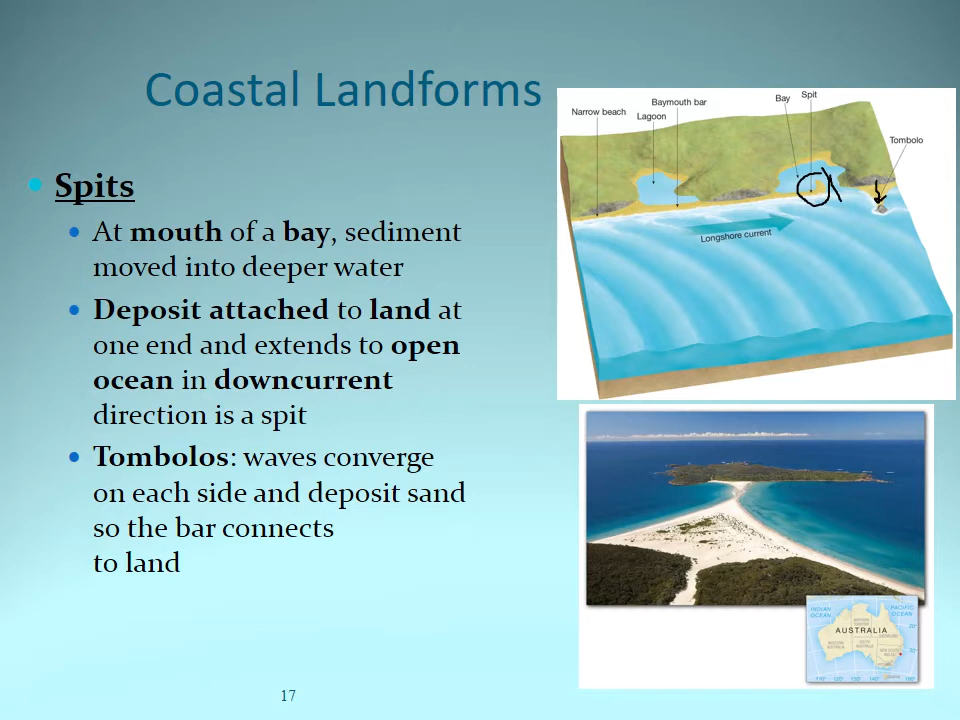 Coastal Landforms
Spits
At mouth of a bay, sediment
moved into deeper water
Deposit attached to land at
one end and extends to open
ocean in downcurrent
direction is a spit
Tombolos: waves converge
on each side and deposit sand
so the bar connects
to land
17
Narrow beach
Lagoon
Baymouth bar
Bay
Spit
Tombolo
Longshore current
INDIAN
OCEAN
PACIFIC
OCEAN
AUSTRALIA